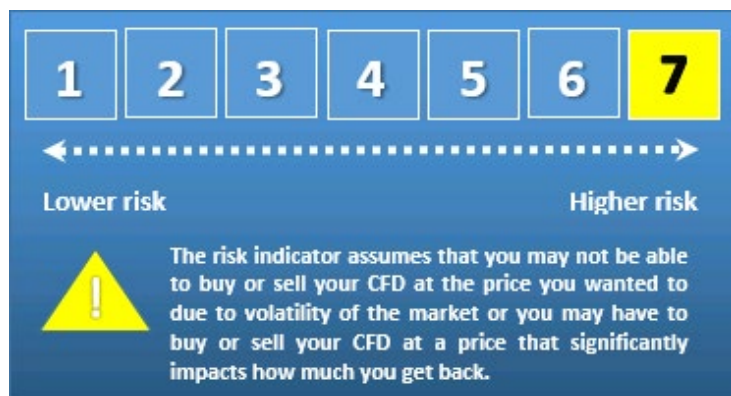 1 2 3 4 5 6 7
Lower risk Higher risk
!
The risk indicator assumes that you may not be able
to buy or sell your CFD at the price you wanted to
due to volatility of the market or you may have to
buy or sell your CFD at a price that significantly
impacts how much you get back.